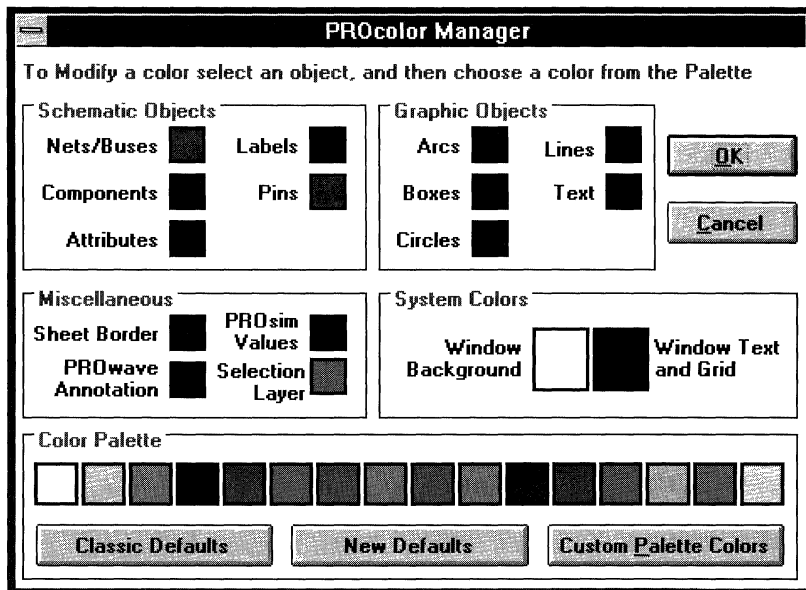 PROcolor Manager
To Modify a color select an object, and then choose a color from the Palette
Schematic Objects
Nets/Buses
Labels
Components
Pins
Attributes
Graphic Objects
Arcs
Lines
Boxes
Text
Circles
OK
Cancel
Miscellaneous
Sheet Border
PROsim
Values
PROwave
Annotation
Selection
Layer
System Colors
Window
Background
Window Text
and Grid
Color Palette
Classic Defaults
New Defaults
Custom Palette Colors